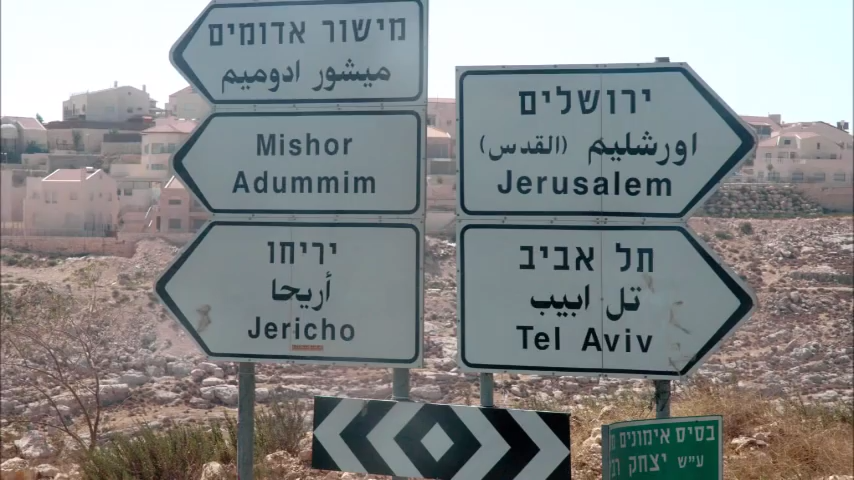 מישור אדומים
ميشور ادوميم
Mishor
Adummim
יריחו
أريحا
Jericho
ירושלים
اورشليم (القدس)
Jerusalem
תל אביב
تل ابيب
Tel Aviv
בסיס אימונים
ע״ש יצחק